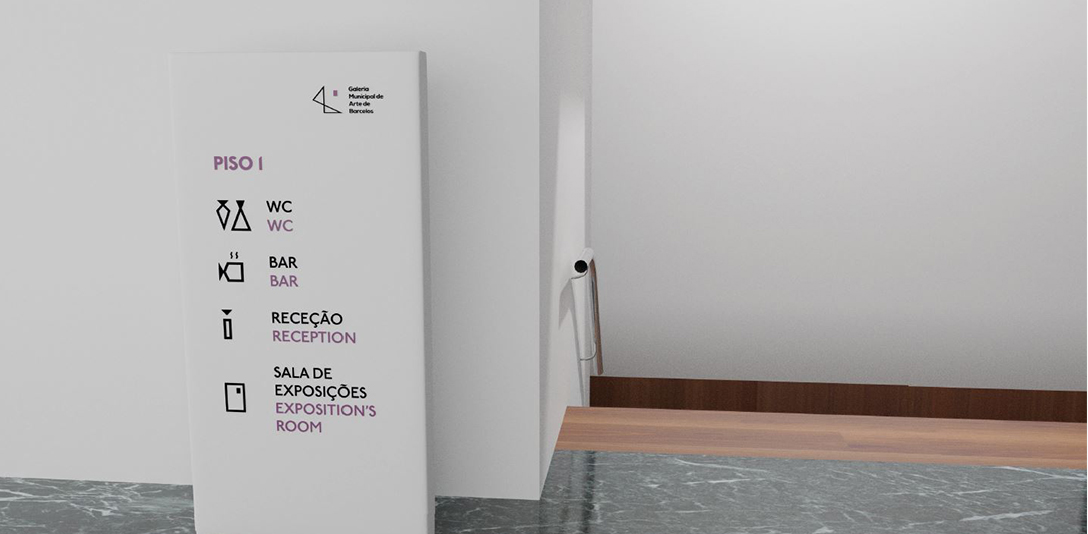 Galeria
Municipal de
Arte de
Barcelos
PISO 1
WC
WC
BAR
BAR
RECEÇÃO
RECEPTION
SALA DE
EXPOSIÇÕES
EXPOSITION'S
ROOM